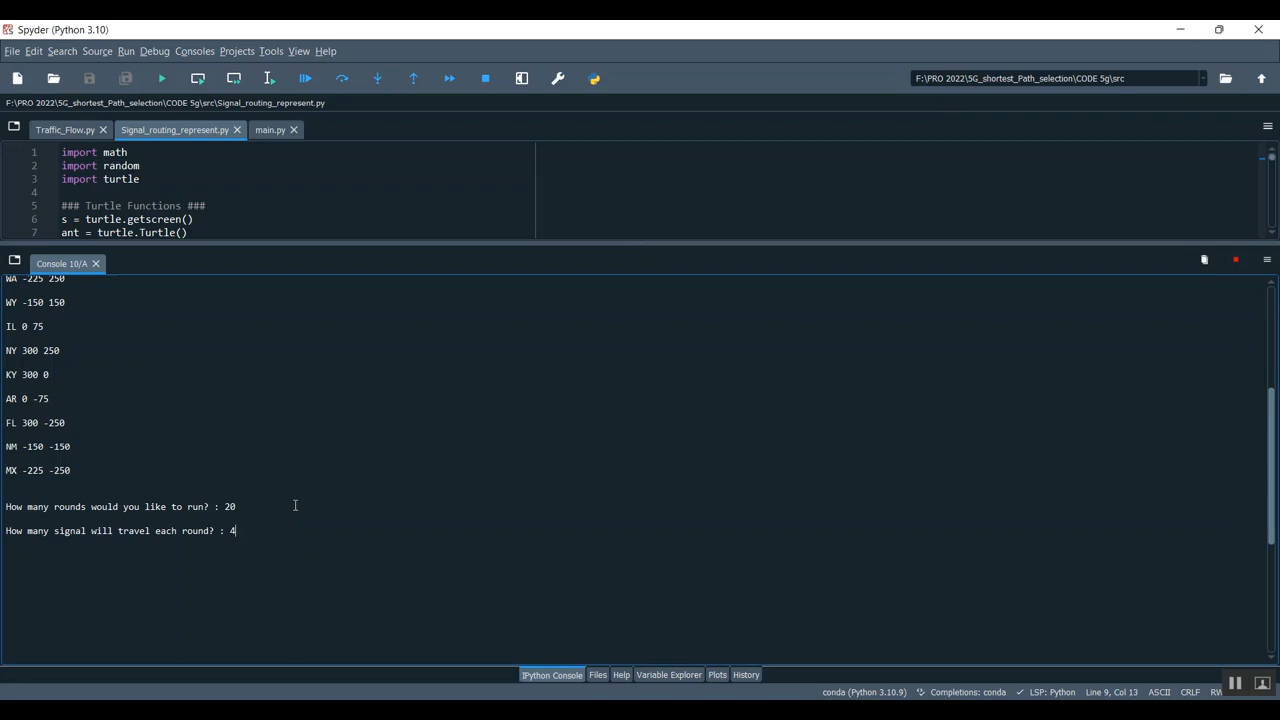 Spyder (Python 3.10)
File Edit Search Source Run Debug Consoles Projects Tools View Help
F:\PRO 2022\5G_shortest_Path_selection\CODE 5g\src
F:\PRO 2022\5G_shortest_Path_selection\CODE 5g\src\Signal_routing_represent.py
Traffic_Flow.py Signal_routing_represent.py main.py
1 import math
2 import random
3 import turtle
4
5 ### Turtle Functions ###
6 s = turtle.getscreen()
7 ant = turtle.Turtle()
Console 10/A
WA -225 250
WY -150 150
IL 0 75
NY 300 250
KY 300 0
AR 0 -75
FL 300 -250
NM -150 -150
MX -225 -250
How many rounds would you like to run? : 20
How many signal will travel each round? : 4
IPython Console Files Help Variable Explorer Plots History
conda (Python 3.10.9) Completions: conda LSP: Python Line 9, Col 13 ASCII CRLF RW